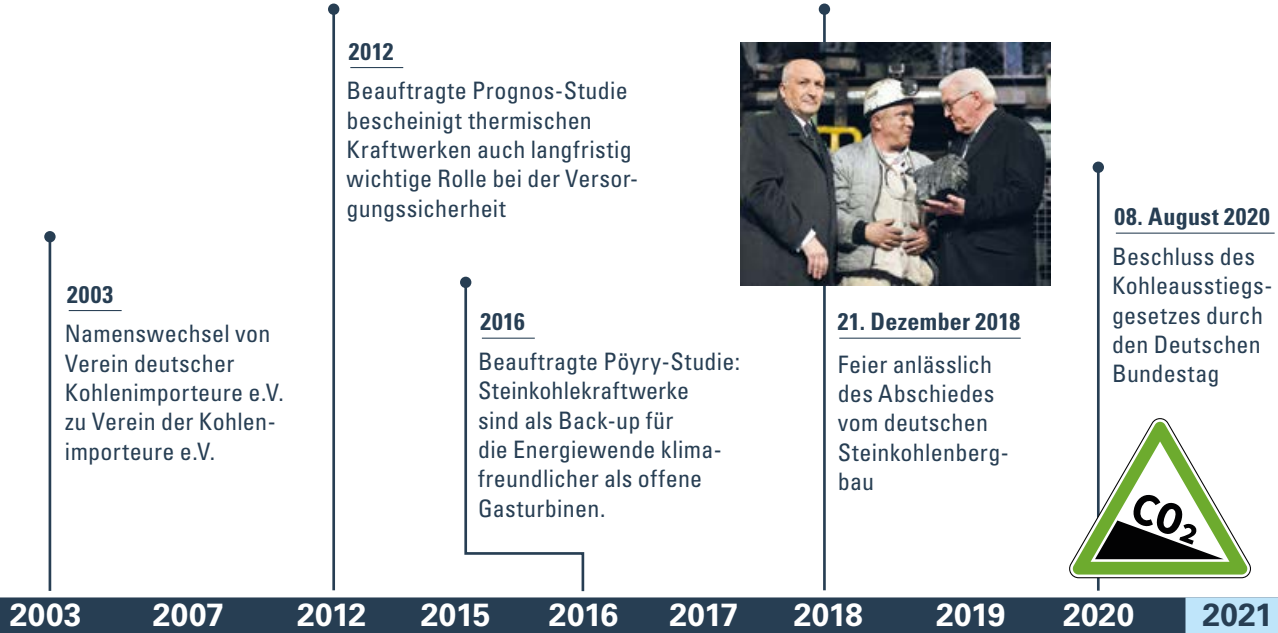 2012
Beauftragte Prognos-Studie
bescheinigt thermischen
Kraftwerken auch langfristig
wichtige Rolle bei der Versor-
gungssicherheit
2003
Namenswechsel von
Verein deutscher
Kohlenimporteure e.V.
zu Verein der Kohlen-
importeure e.V.
2016
Beauftragte Pöyry-Studie:
Steinkohlekraftwerke
sind als Back-up für
die Energiewende klima-
freundlicher als offene
Gasturbinen.
21. Dezember 2018
Feier anlässlich
des Abschiedes
vom deutschen
Steinkohlenberg-
bau
08. August 2020
Beschluss des
Kohleausstiegs-
gesetzes durch
den Deutschen
Bundestag
CO₂
2003 2007 2012 2015 2016 2017 2018 2019 2020 2021